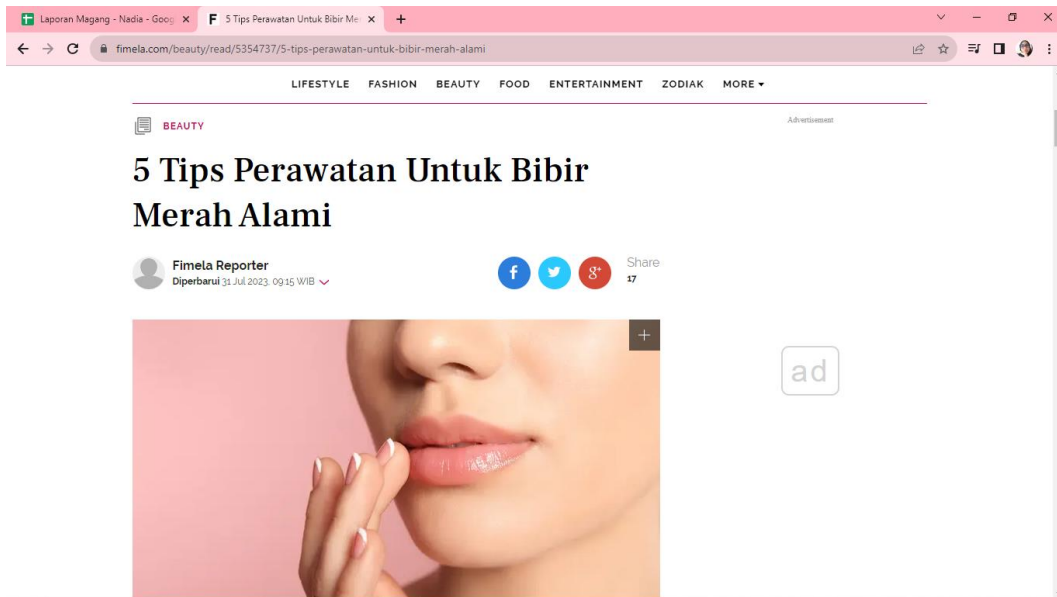 Laporan Magang - Nadia - Goog
5 Tips Perawatan Untuk Bibir Me
fimela.com/beauty/read/5354737/5-tips-perawatan-untuk-bibir-merah-alami
LIFESTYLE FASHION BEAUTY FOOD ENTERTAINMENT ZODIAK MORE
BEAUTY
Advertisement
5 Tips Perawatan Untuk Bibir
Merah Alami
Fimela Reporter
Diperbarui 31 Jul 2023, 09:15 WIB
Share
17
ad